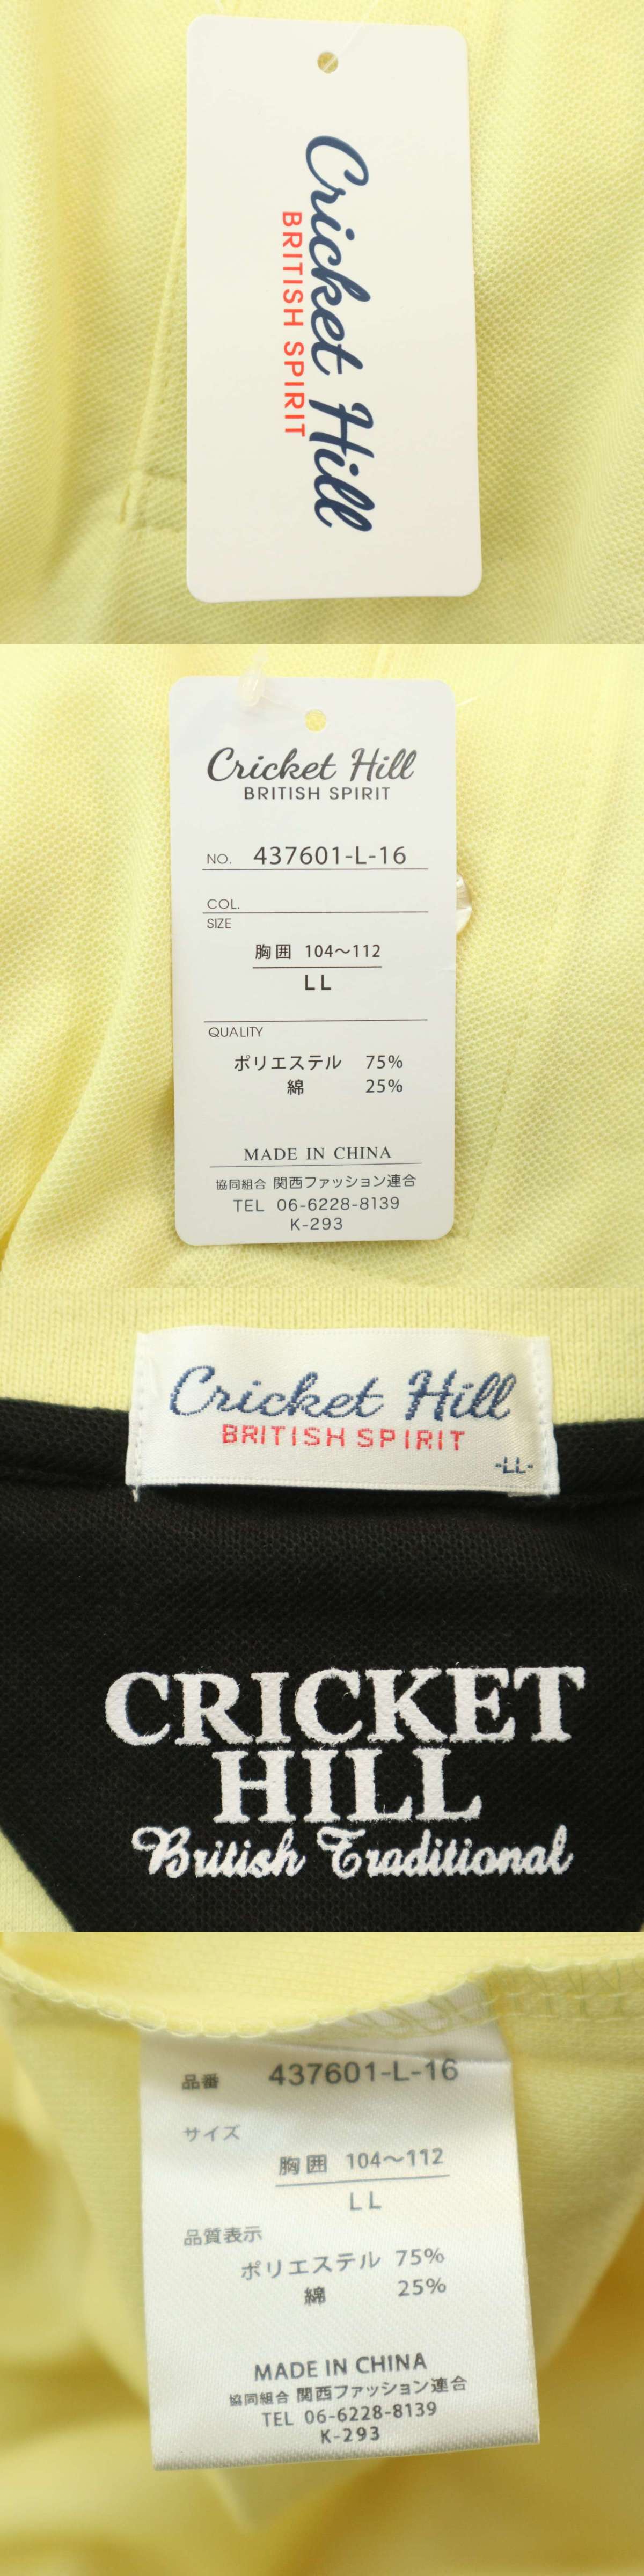 Cricket Hill
BRITISH SPIRIT
Cricket Hill
BRITISH SPIRIT
NO. 437601-L-16
COL.
SIZE
胸囲 104〜112
LL
QUALITY
ポリエステル 75%
綿 25%
MADE IN CHINA
協同組合 関西ファッション連合
TEL 06-6228-8139
K-293
Cricket Hill
BRITISH SPIRIT
-LL-
CRICKET
HILL
British Traditional
品番 437601-L-16
サイズ
胸囲 104〜112
LL
品質表示
ポリエステル 75%
綿 25%
MADE IN CHINA
協同組合 関西ファッション連合
TEL 06-6228-8139
K-293